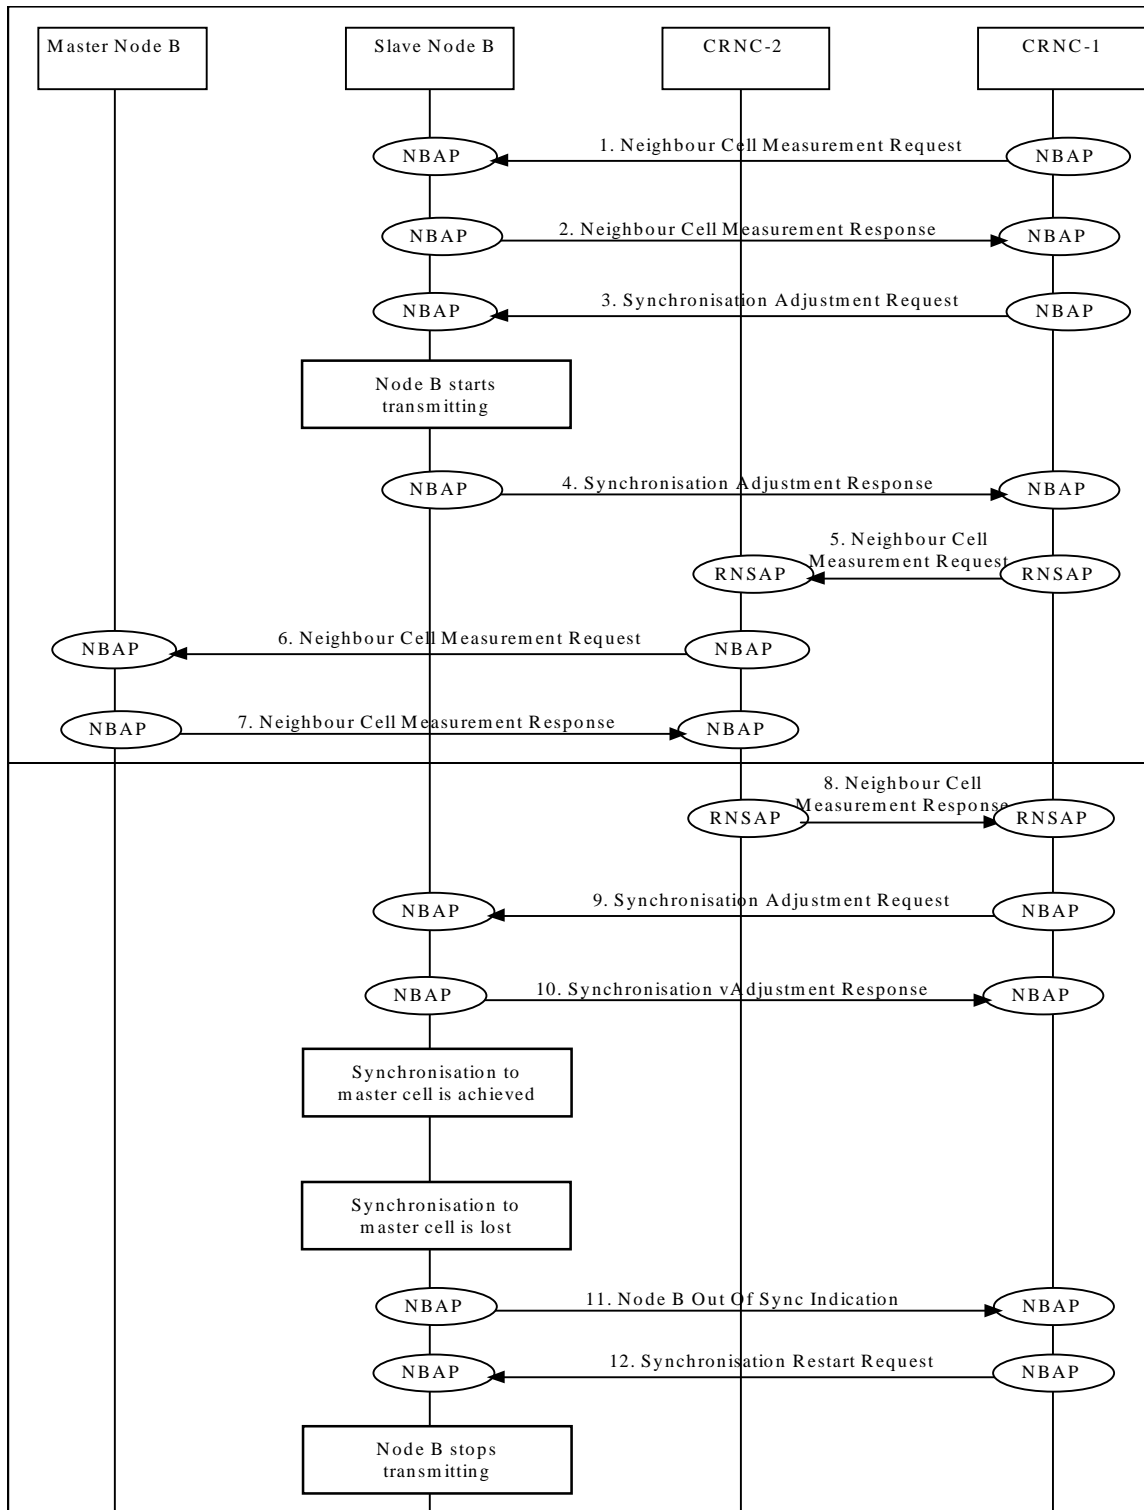 Master Node B
Slave Node B
CRNC-2
CRNC-1
1. Neighbour Cell Measurement Request
NBAP
NBAP
2. Neighbour Cell Measurement Response
NBAP
NBAP
3. Synchronisation Adjustment Request
NBAP
NBAP
Node B starts
transmitting
4. Synchronisation Adjustment Response
NBAP
NBAP
5. Neighbour Cell
Measurement Request
RNSAP
RNSAP
6. Neighbour Cell Measurement Request
NBAP
NBAP
7. Neighbour Cell Measurement Response
NBAP
NBAP
8. Neighbour Cell
Measurement Response
RNSAP
RNSAP
9. Synchronisation Adjustment Request
NBAP
NBAP
10. Synchronisation vAdjustment Response
NBAP
NBAP
Synchronisation to
master cell is achieved
Synchronisation to
master cell is lost
11. Node B Out Of Sync Indication
NBAP
NBAP
12. Synchronisation Restart Request
NBAP
NBAP
Node B stops
transmitting